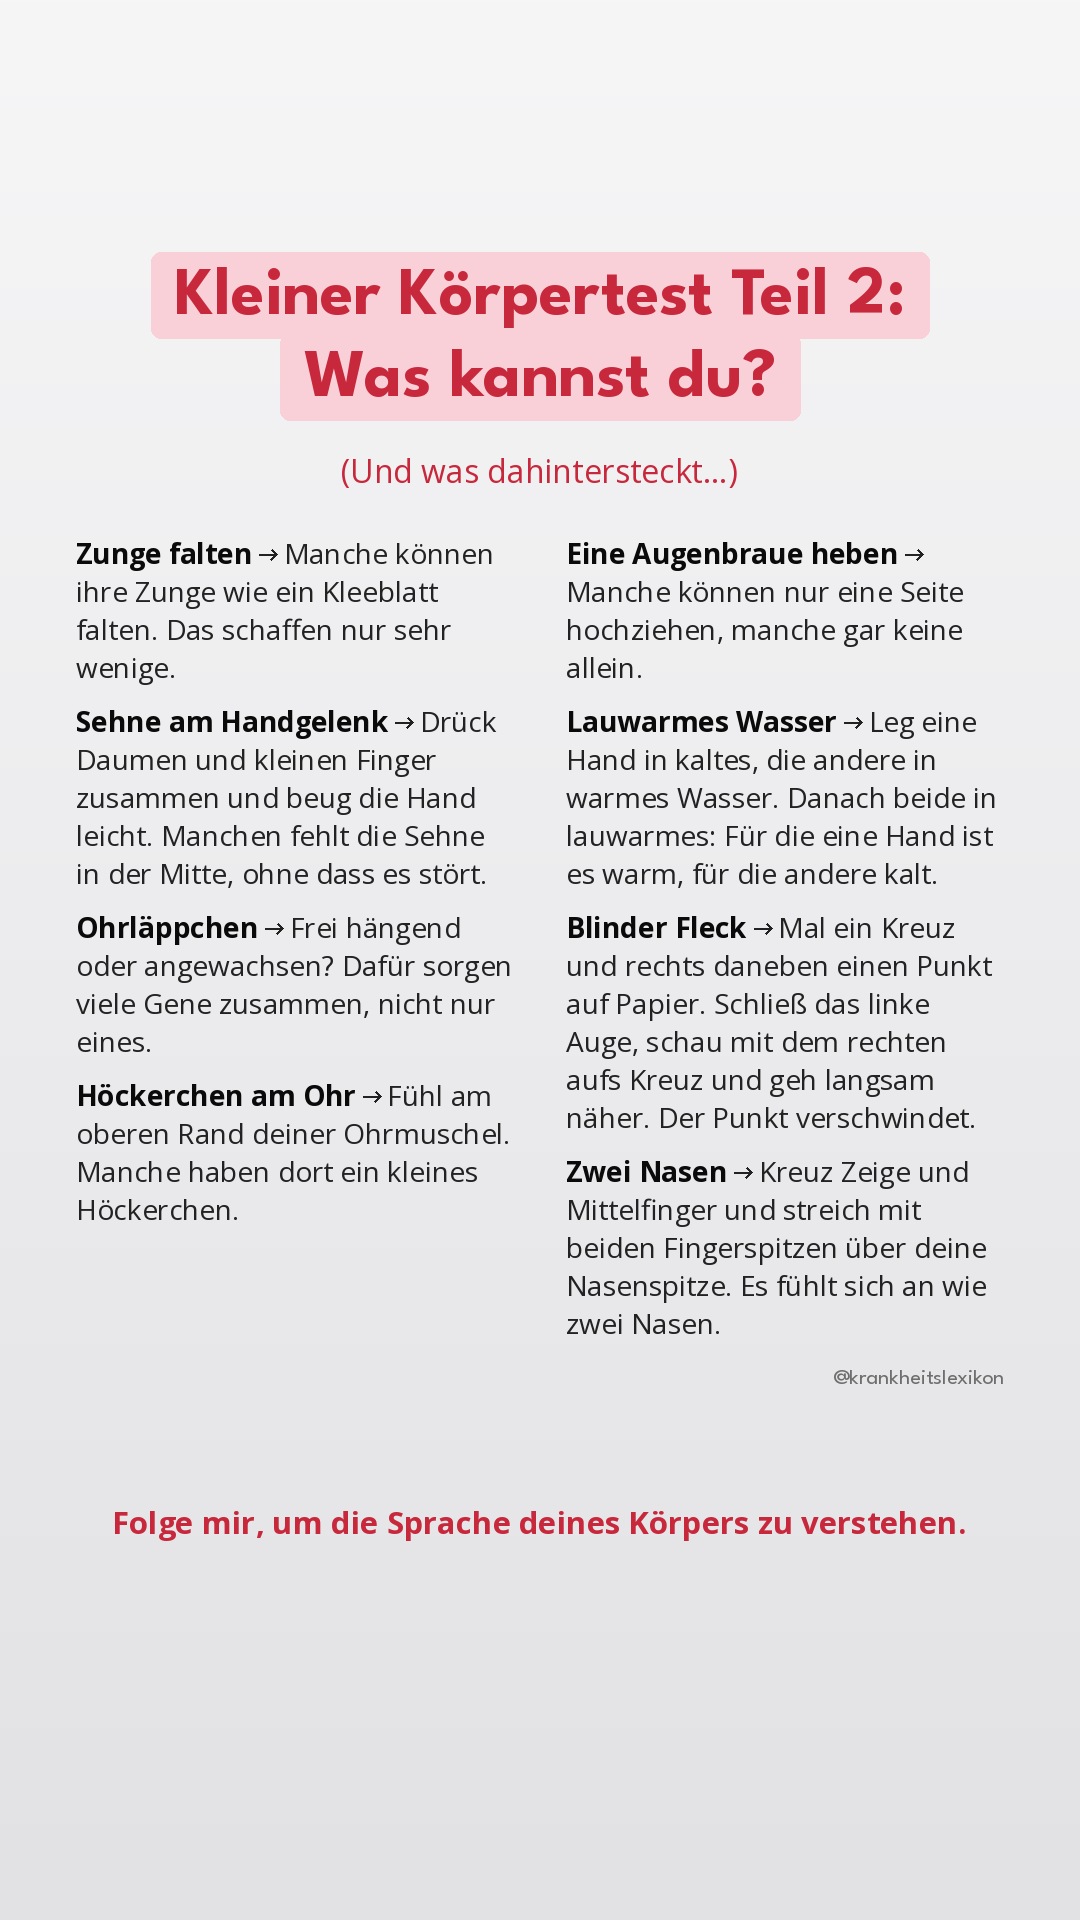 Kleiner Körpertest Teil 2:
Was kannst du?
(Und was dahintersteckt...)
Zunge falten → Manche können
ihre Zunge wie ein Kleeblatt
falten. Das schaffen nur sehr
wenige.
Sehne am Handgelenk → Drück
Daumen und kleinen Finger
zusammen und beug die Hand
leicht. Manchen fehlt die Sehne
in der Mitte, ohne dass es stört.
Ohrläppchen → Frei hängend
oder angewachsen? Dafür sorgen
viele Gene zusammen, nicht nur
eines.
Höckerchen am Ohr → Fühl am
oberen Rand deiner Ohrmuschel.
Manche haben dort ein kleines
Höckerchen.
Eine Augenbraue heben →
Manche können nur eine Seite
hochziehen, manche gar keine
allein.
Lauwarmes Wasser → Leg eine
Hand in kaltes, die andere in
warmes Wasser. Danach beide in
lauwarmes: Für die eine Hand ist
es warm, für die andere kalt.
Blinder Fleck → Mal ein Kreuz
und rechts daneben einen Punkt
auf Papier. Schließ das linke
Auge, schau mit dem rechten
aufs Kreuz und geh langsam
näher. Der Punkt verschwindet.
Zwei Nasen → Kreuz Zeige und
Mittelfinger und streich mit
beiden Fingerspitzen über deine
Nasenspitze. Es fühlt sich an wie
zwei Nasen.
@krankheitslexikon
Folge mir, um die Sprache deines Körpers zu verstehen.